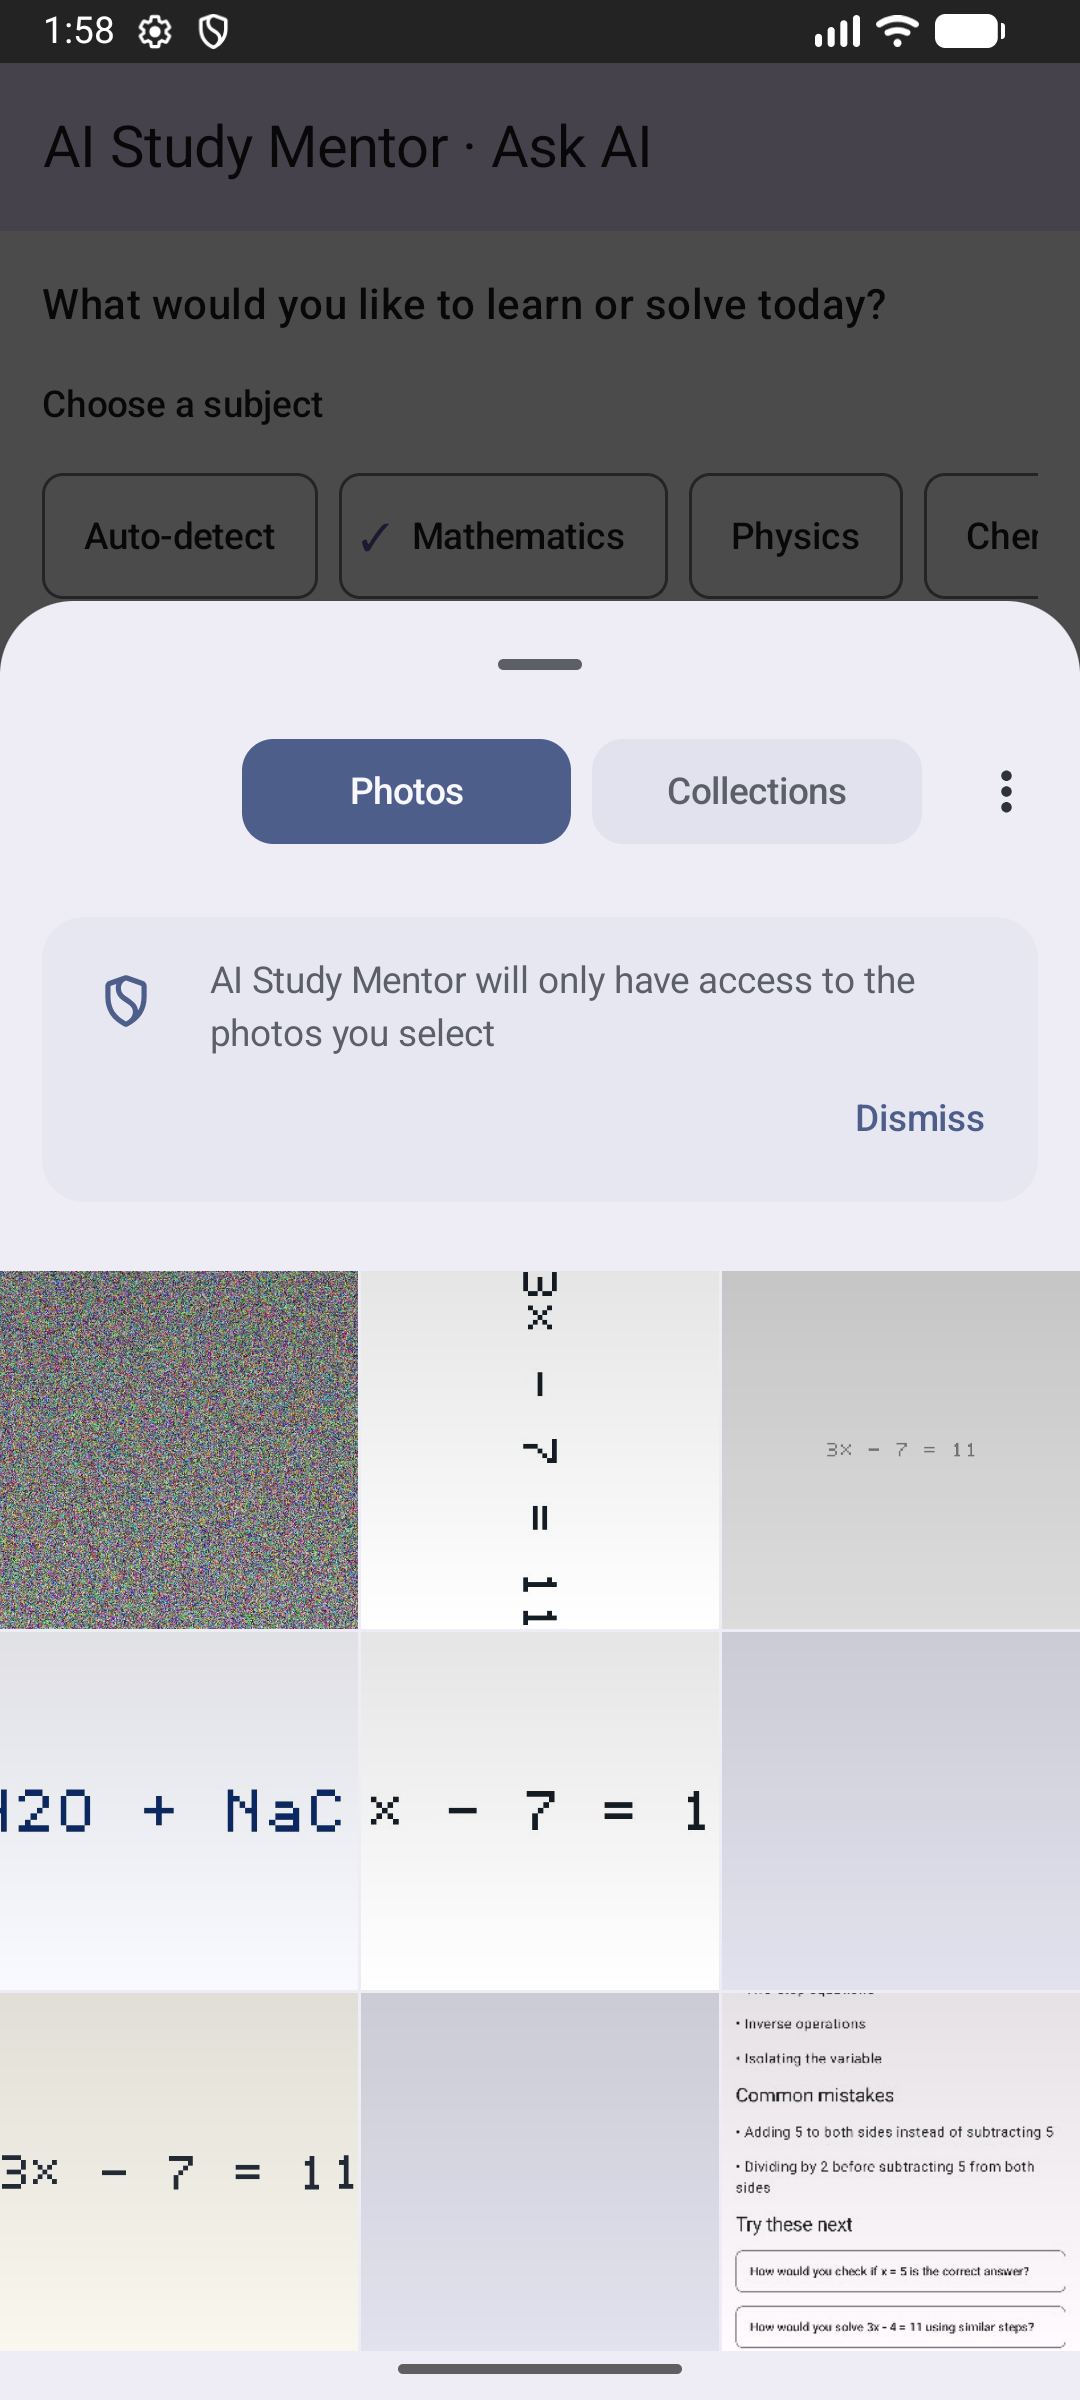 1:58
AI Study Mentor · Ask AI
What would you like to learn or solve today?
Choose a subject
Auto-detect
✓ Mathematics
Physics
Photos
Collections
AI Study Mentor will only have access to the
photos you select
Dismiss
3x - 7 = 11
3x - 7 = 11
H2O + NaC
x - 7 = 1
3x - 7 = 11
• Inverse operations
• Isolating the variable
Common mistakes
• Adding 5 to both sides instead of subtracting 5
• Dividing by 2 before subtracting 5 from both
sides
Try these next
How would you check if x = 5 is the correct answer?
How would you solve 3x - 4 = 11 using similar steps?